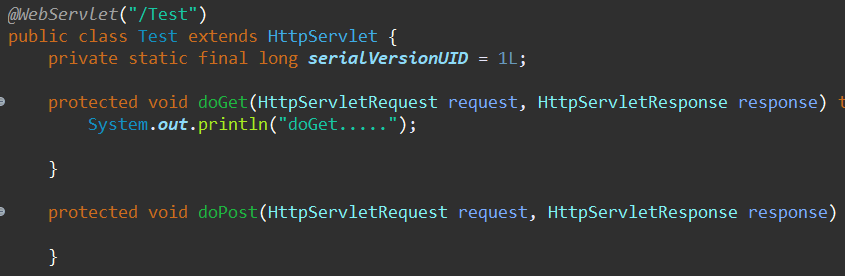 @WebServlet("/Test")
public class Test extends HttpServlet {
    private static final long serialVersionUID = 1L;
    protected void doGet(HttpServletRequest request, HttpServletResponse response) t
        System.out.println("doGet.....");
    }
    protected void doPost(HttpServletRequest request, HttpServletResponse response)
    }